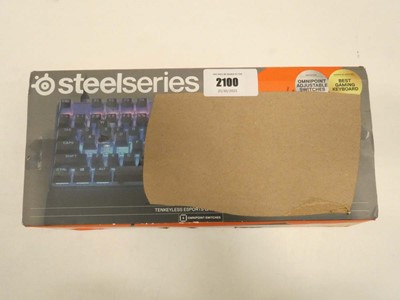 steelseries
2100
OMNIPOINT
ADJUSTABLE
SWITCHES
BEST
GAMING
KEYBOARD
TENKEYLESS ESPORTS
OMNIPOINT SWITCHES